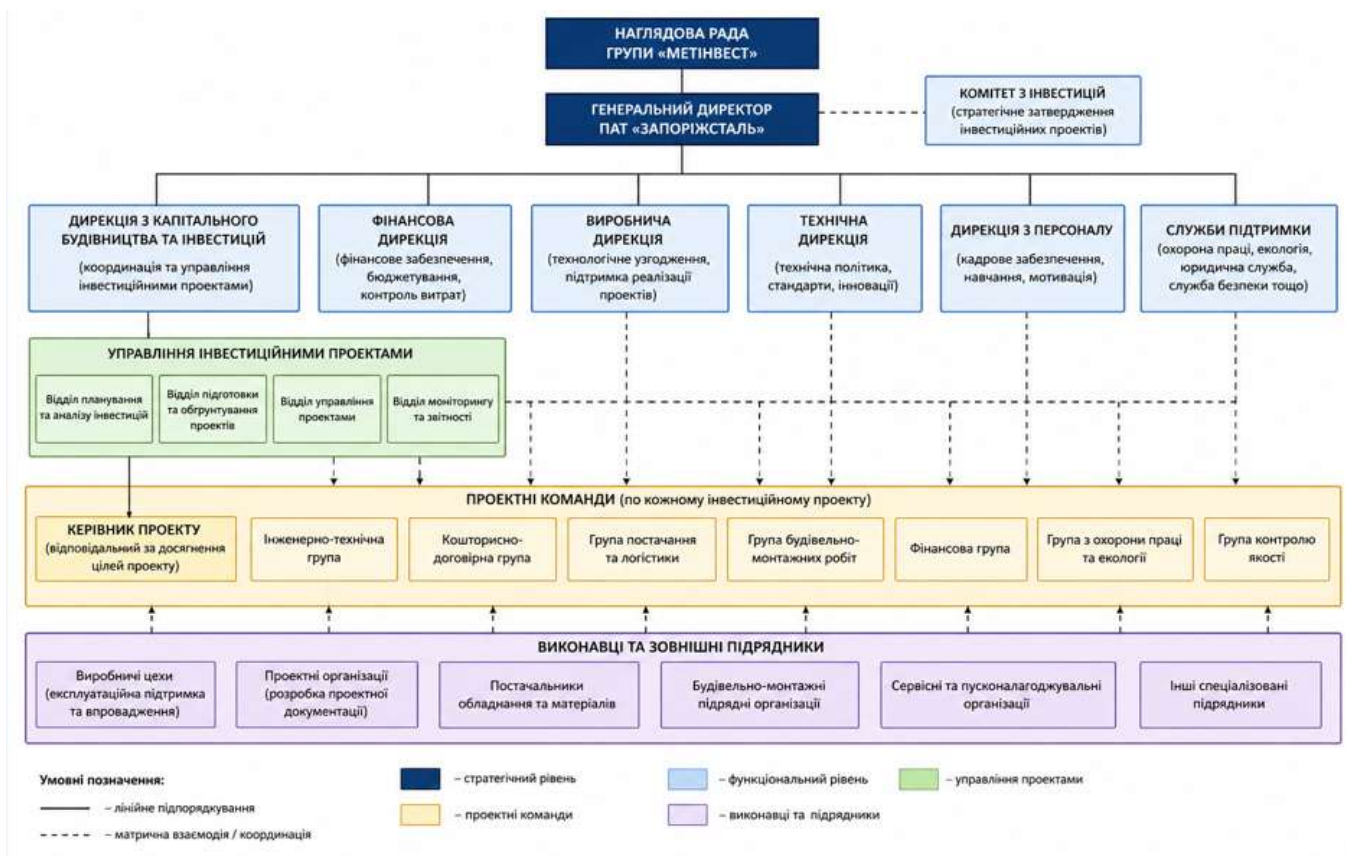 НАГЛЯДОВА РАДА
ГРУПИ «МЕТІНВЕСТ»
ГЕНЕРАЛЬНИЙ ДИРЕКТОР
ПАТ «ЗАПОРІЖСТАЛЬ»
КОМІТЕТ З ІНВЕСТИЦІЙ
(стратегічне затвердження
інвестиційних проектів)
ДИРЕКЦІЯ З КАПІТАЛЬНОГО
БУДІВНИЦТВА ТА ІНВЕСТИЦІЙ
(координація та управління
інвестиційними проектами)
ФІНАНСОВА
ДИРЕКЦІЯ
(фінансове забезпечення,
бюджетування,
контроль витрат)
ВИРОБНИЧА
ДИРЕКЦІЯ
(технологічне узгодження,
підтримка реалізації
проектів)
ТЕХНІЧНА
ДИРЕКЦІЯ
(технічна політика,
стандарти, інновації)
ДИРЕКЦІЯ З ПЕРСОНАЛУ
(кадрове забезпечення,
навчання, мотивація)
СЛУЖБИ ПІДТРИМКИ
(охорона праці, екологія,
юридична служба,
служба безпеки тощо)
УПРАВЛІННЯ ІНВЕСТИЦІЙНИМИ ПРОЕКТАМИ
Відділ планування
та аналізу інвестицій
Відділ підготовки
та обґрунтування
проектів
Відділ управління
проектами
Відділ моніторингу
та звітності
ПРОЕКТНІ КОМАНДИ (по кожному інвестиційному проекту)
КЕРІВНИК ПРОЕКТУ
(відповідальний за досягнення
цілей проекту)
Інженерно-технічна
група
Кошторисно-
договірна група
Група постачання
та логістики
Група будівельно-
монтажних робіт
Фінансова група
Група з охорони праці
та екології
Група контролю
якості
ВИКОНАВЦІ ТА ЗОВНІШНІ ПІДРЯДНИКИ
Виробничі цехи
(експлуатаційна підтримка
та впровадження)
Проектні організації
(розробка проектної
документації)
Постачальники
обладнання та матеріалів
Будівельно-монтажні
підрядні організації
Сервісні та пусконалагоджувальні
організації
Інші спеціалізовані
підрядники
Умовні позначення:
– лінійне підпорядкування
– матрична взаємодія / координація
– стратегічний рівень
– функціональний рівень
– управління проектами
– проектні команди
– виконавці та підрядники